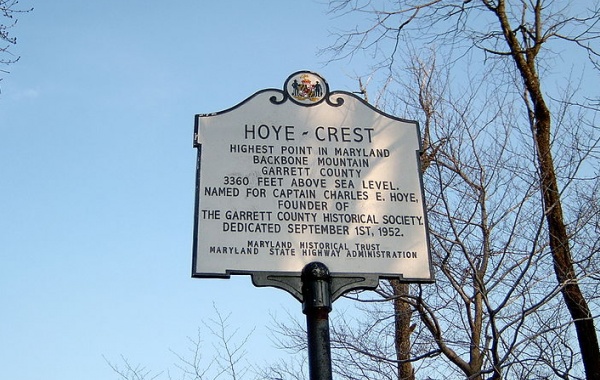 HOYE - CREST
HIGHEST POINT IN MARYLAND
BACKBONE MOUNTAIN
GARRETT COUNTY
3360 FEET ABOVE SEA LEVEL.
NAMED FOR CAPTAIN CHARLES E. HOYE,
FOUNDER OF
THE GARRETT COUNTY HISTORICAL SOCIETY.
DEDICATED SEPTEMBER 1ST, 1952.
MARYLAND HISTORICAL TRUST
MARYLAND STATE HIGHWAY ADMINISTRATION